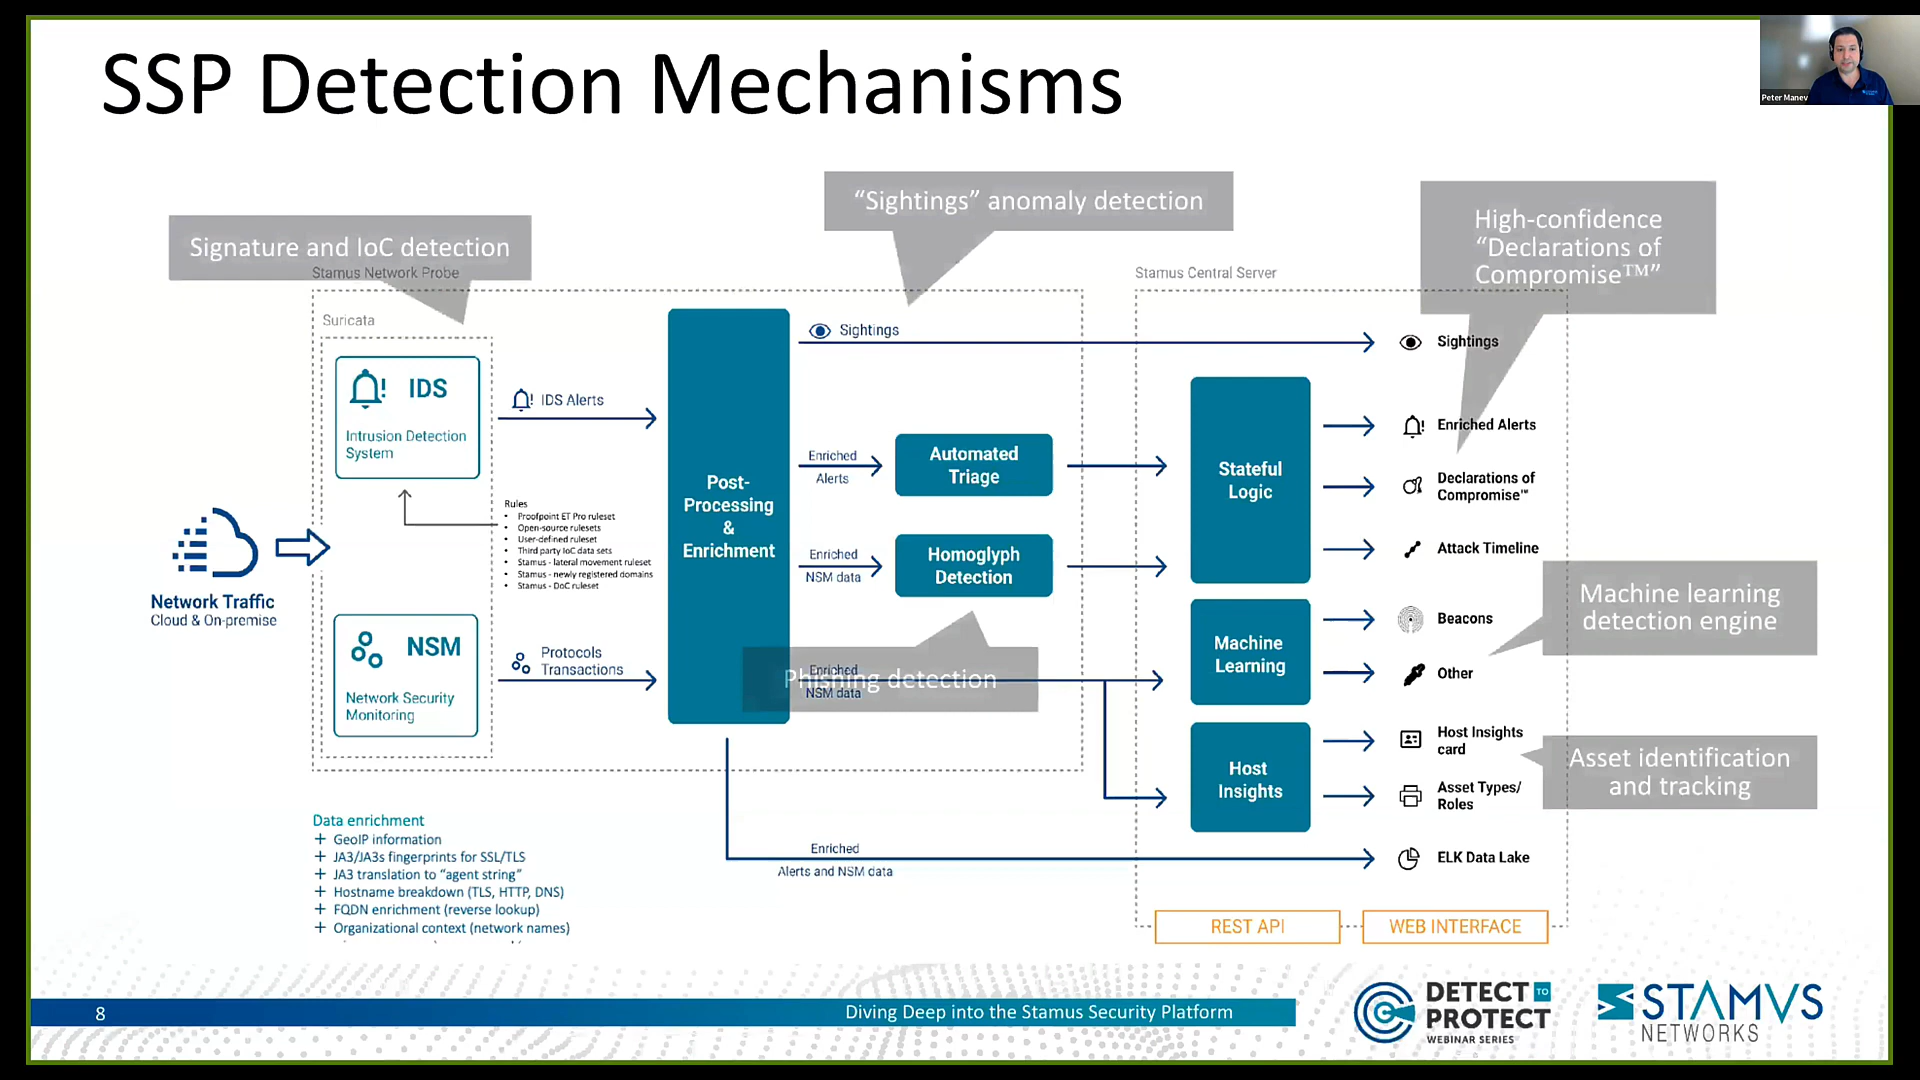 SSP Detection Mechanisms
Peter Manev
Signature and IoC detection
“Sightings” anomaly detection
High-confidence
“Declarations of
Compromise™”
Stamus Network Probe
Stamus Central Server
Suricata
IDS
Intrusion Detection
System
IDS Alerts
Rules
• Proofpoint ET Pro ruleset
• Open-source rulesets
• User-defined ruleset
• Third party IoC data sets
• Stamus - lateral movement ruleset
• Stamus - newly registered domains
• Stamus - DoC ruleset
Network Traffic
Cloud & On-premise
NSM
Network Security
Monitoring
Protocols
Transactions
Post-
Processing
&
Enrichment
Sightings
Enriched
Alerts
Automated
Triage
Enriched
NSM data
Homoglyph
Detection
Phishing detection
Enriched
NSM data
Enriched
Alerts and NSM data
Stateful
Logic
Machine
Learning
Host
Insights
Sightings
Enriched Alerts
Declarations of
Compromise™
Attack Timeline
Beacons
Other
Host Insights
card
Asset Types/
Roles
ELK Data Lake
Machine learning
detection engine
Asset identification
and tracking
Data enrichment
+ GeoIP information
+ JA3/JA3s fingerprints for SSL/TLS
+ JA3 translation to “agent string”
+ Hostname breakdown (TLS, HTTP, DNS)
+ FQDN enrichment (reverse lookup)
+ Organizational context (network names)
REST API
WEB INTERFACE
8
Diving Deep into the Stamus Security Platform
DETECT TO
PROTECT
WEBINAR SERIES
STAMUS
NETWORKS